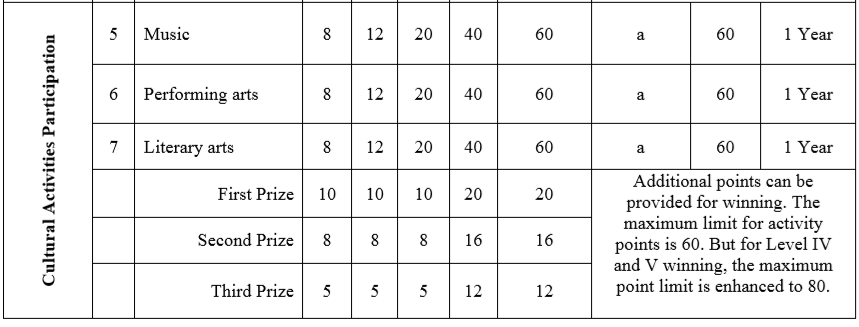 Cultural Activities Participation
5 Music 8 12 20 40 60 a 60 1 Year
6 Performing arts 8 12 20 40 60 a 60 1 Year
7 Literary arts 8 12 20 40 60 a 60 1 Year
First Prize 10 10 10 20 20
Second Prize 8 8 8 16 16
Third Prize 5 5 5 12 12
Additional points can be
provided for winning. The
maximum limit for activity
points is 60. But for Level IV
and V winning, the maximum
point limit is enhanced to 80.